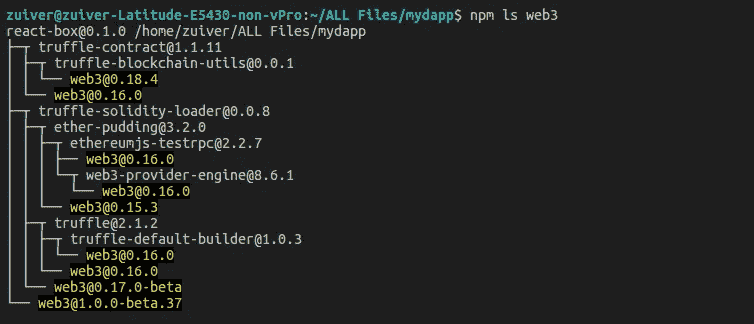 zuiver@zuiver-Latitude-E5430-non-vPro:~/ALL Files/mydapp$ npm ls web3
react-box@0.1.0 /home/zuiver/ALL Files/mydapp
├─┬ truffle-contract@1.1.11
│ ├─┬ truffle-blockchain-utils@0.0.1
│ │ └── web3@0.18.4
│ └── web3@0.16.0
├─┬ truffle-solidity-loader@0.0.8
│ ├─┬ ether-pudding@3.2.0
│ │ ├─┬ ethereumjs-testrpc@2.2.7
│ │ │ ├── web3@0.16.0
│ │ │ └─┬ web3-provider-engine@8.6.1
│ │ │   └── web3@0.16.0
│ │ └── web3@0.15.3
│ ├─┬ truffle@2.1.2
│ │ ├─┬ truffle-default-builder@1.0.3
│ │ │ └── web3@0.16.0
│ │ └── web3@0.16.0
│ └── web3@0.17.0-beta
└── web3@1.0.0-beta.37